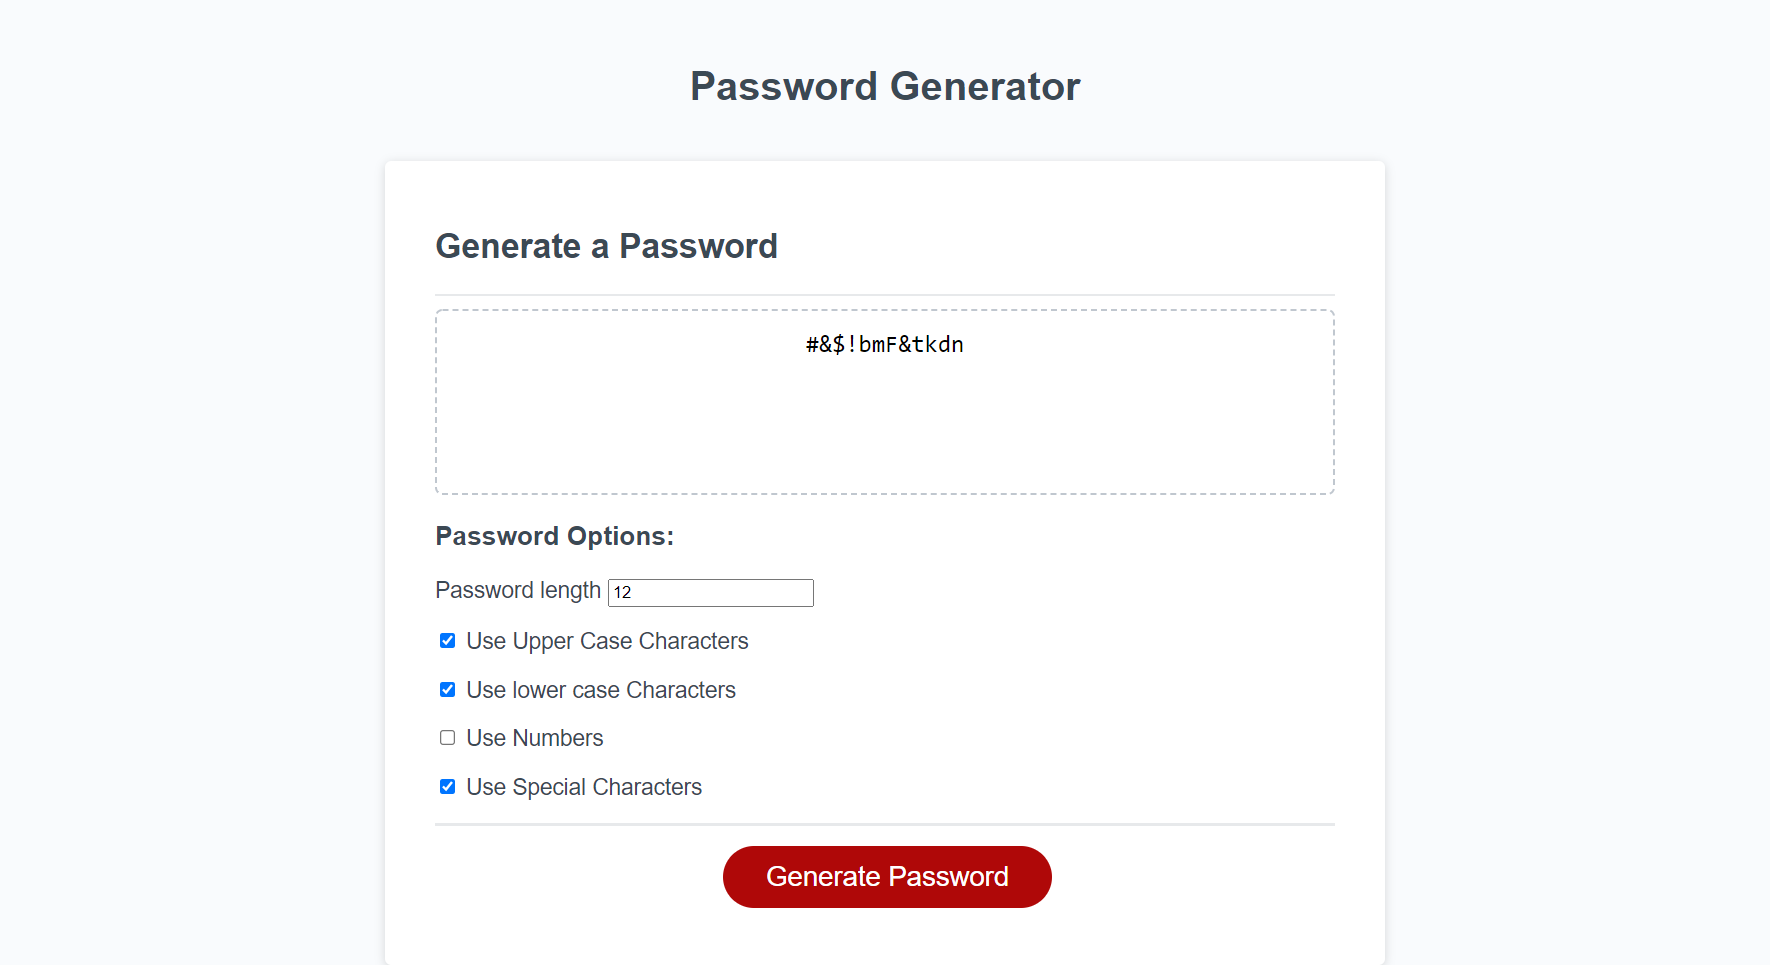 Password Generator
Generate a Password
#&$!bmF&tkdn
Password Options:
Password length 12
Use Upper Case Characters
Use lower case Characters
Use Numbers
Use Special Characters
Generate Password